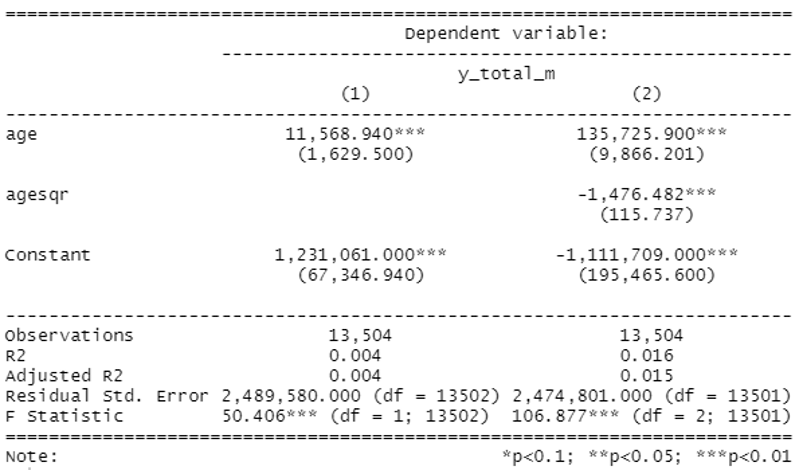 Dependent variable:
y_total_m
(1) (2)
age 11,568.940*** 135,725.900***
(1,629.500) (9,866.201)
agesqr -1,476.482***
(115.737)
Constant 1,231,061.000*** -1,111,709.000***
(67,346.940) (195,465.600)
Observations 13,504 13,504
R2 0.004 0.016
Adjusted R2 0.004 0.015
Residual Std. Error 2,489,580.000 (df = 13502) 2,474,801.000 (df = 13501)
F Statistic 50.406*** (df = 1; 13502) 106.877*** (df = 2; 13501)
Note: *p<0.1; **p<0.05; ***p<0.01